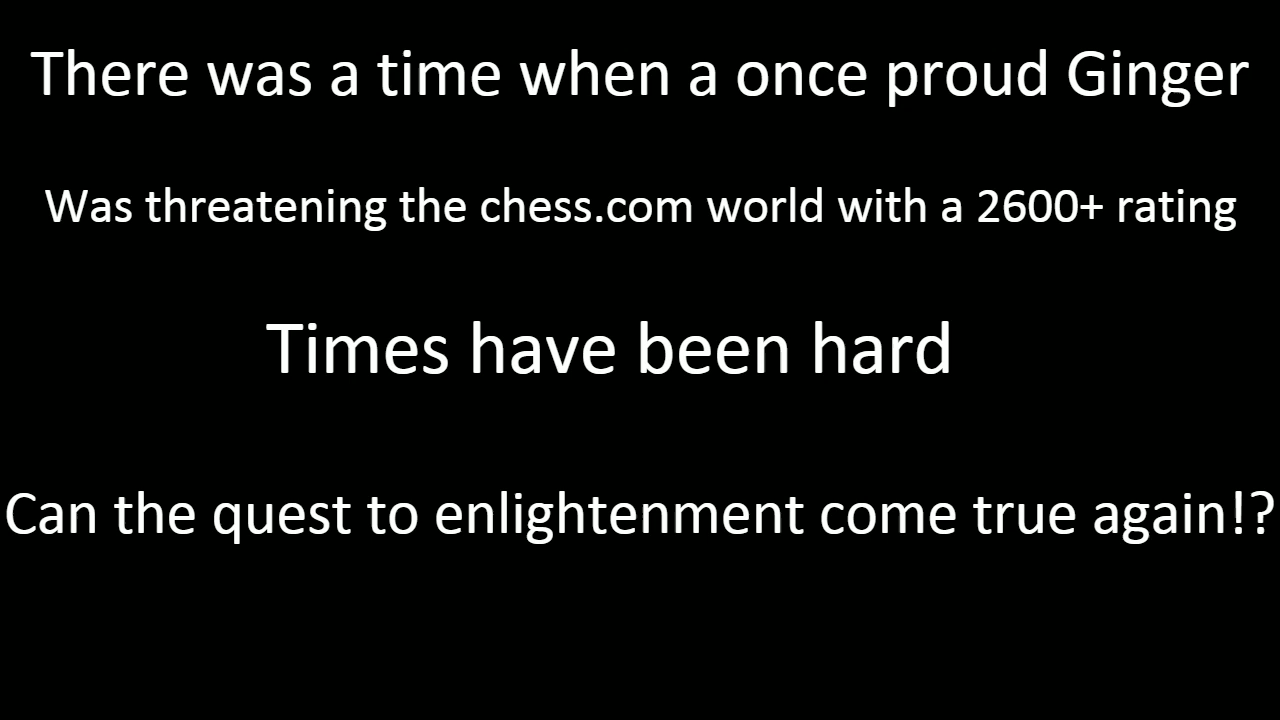 There was a time when a once proud Ginger
Was threatening the chess.com world with a 2600+ rating
Times have been hard
Can the quest to enlightenment come true again!?